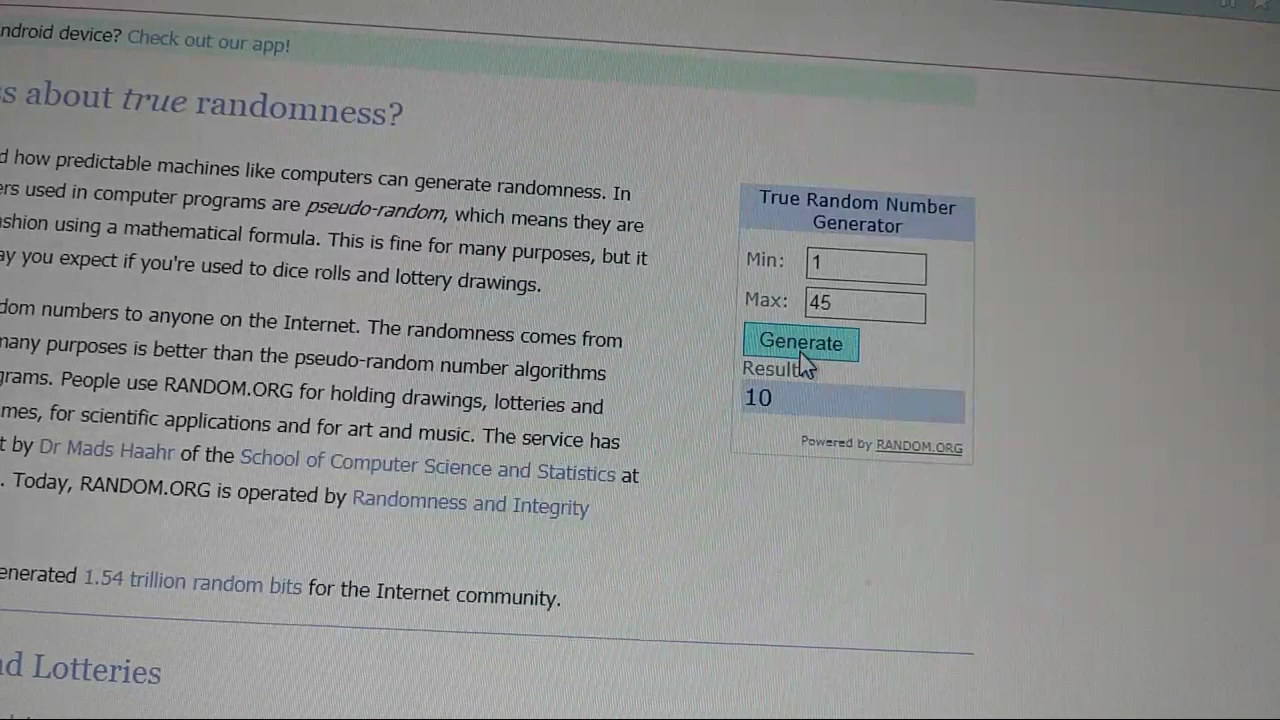 ndroid device? Check out our app!
s about true randomness?
d how predictable machines like computers can generate randomness. In
ers used in computer programs are pseudo-random, which means they are
ashion using a mathematical formula. This is fine for many purposes, but it
ay you expect if you're used to dice rolls and lottery drawings.
dom numbers to anyone on the Internet. The randomness comes from
many purposes is better than the pseudo-random number algorithms
grams. People use RANDOM.ORG for holding drawings, lotteries and
mes, for scientific applications and for art and music. The service has
t by Dr Mads Haahr of the School of Computer Science and Statistics at
. Today, RANDOM.ORG is operated by Randomness and Integrity
enerated 1.54 trillion random bits for the Internet community.
nd Lotteries
True Random Number
Generator
Min: 1
Max: 45
Generate
Result:
10
Powered by RANDOM.ORG